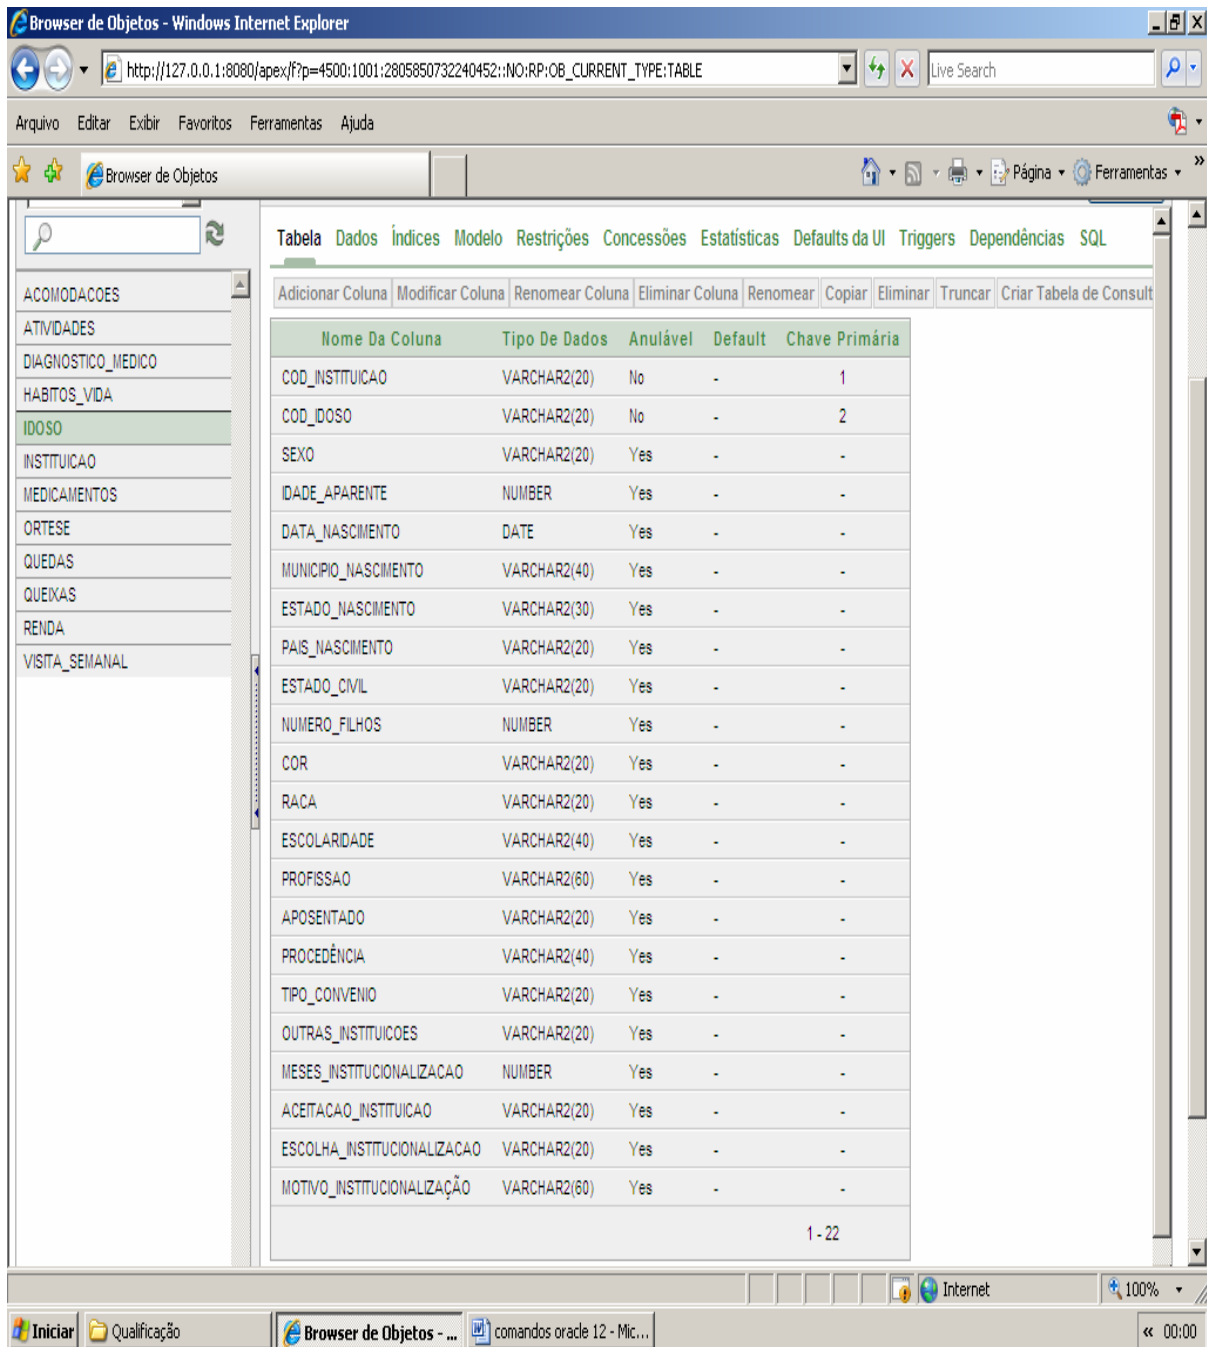 Browser de Objetos - Windows Internet Explorer
http://127.0.0.1:8080/apex/f?p=4500:1001:2805850732240452::NO:RP:OB_CURRENT_TYPE:TABLE
Live Search
Arquivo Editar Exibir Favoritos Ferramentas Ajuda
Browser de Objetos
Página Ferramentas »
Tabela Dados Índices Modelo Restrições Concessões Estatísticas Defaults da UI Triggers Dependências SQL
Adicionar Coluna Modificar Coluna Renomear Coluna Eliminar Coluna Renomear Copiar Eliminar Truncar Criar Tabela de Consult
ACOMODACOES
ATIVIDADES
DIAGNOSTICO_MEDICO
HABITOS_VIDA
IDOSO
INSTITUICAO
MEDICAMENTOS
ORTESE
QUEDAS
QUEIXAS
RENDA
VISITA_SEMANAL
Nome Da Coluna Tipo De Dados Anulável Default Chave Primária
COD_INSTITUICAO VARCHAR2(20) No - 1
COD_IDOSO VARCHAR2(20) No - 2
SEXO VARCHAR2(20) Yes - -
IDADE_APARENTE NUMBER Yes - -
DATA_NASCIMENTO DATE Yes - -
MUNICIPIO_NASCIMENTO VARCHAR2(40) Yes - -
ESTADO_NASCIMENTO VARCHAR2(30) Yes - -
PAIS_NASCIMENTO VARCHAR2(20) Yes - -
ESTADO_CIVIL VARCHAR2(20) Yes - -
NUMERO_FILHOS NUMBER Yes - -
COR VARCHAR2(20) Yes - -
RACA VARCHAR2(20) Yes - -
ESCOLARIDADE VARCHAR2(40) Yes - -
PROFISSAO VARCHAR2(60) Yes - -
APOSENTADO VARCHAR2(20) Yes - -
PROCEDÊNCIA VARCHAR2(40) Yes - -
TIPO_CONVENIO VARCHAR2(20) Yes - -
OUTRAS_INSTITUICOES VARCHAR2(20) Yes - -
MESES_INSTITUCIONALIZACAO NUMBER Yes - -
ACEITACAO_INSTITUICAO VARCHAR2(20) Yes - -
ESCOLHA_INSTITUCIONALIZACAO VARCHAR2(20) Yes - -
MOTIVO_INSTITUCIONALIZAÇÃO VARCHAR2(60) Yes - -
1 - 22
Internet 100%
Iniciar Qualificação Browser de Objetos - ... comandos oracle 12 - Mic... « 00:00